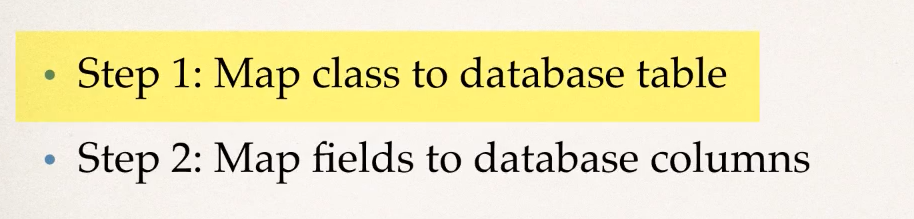 • Step 1: Map class to database table
• Step 2: Map fields to database columns